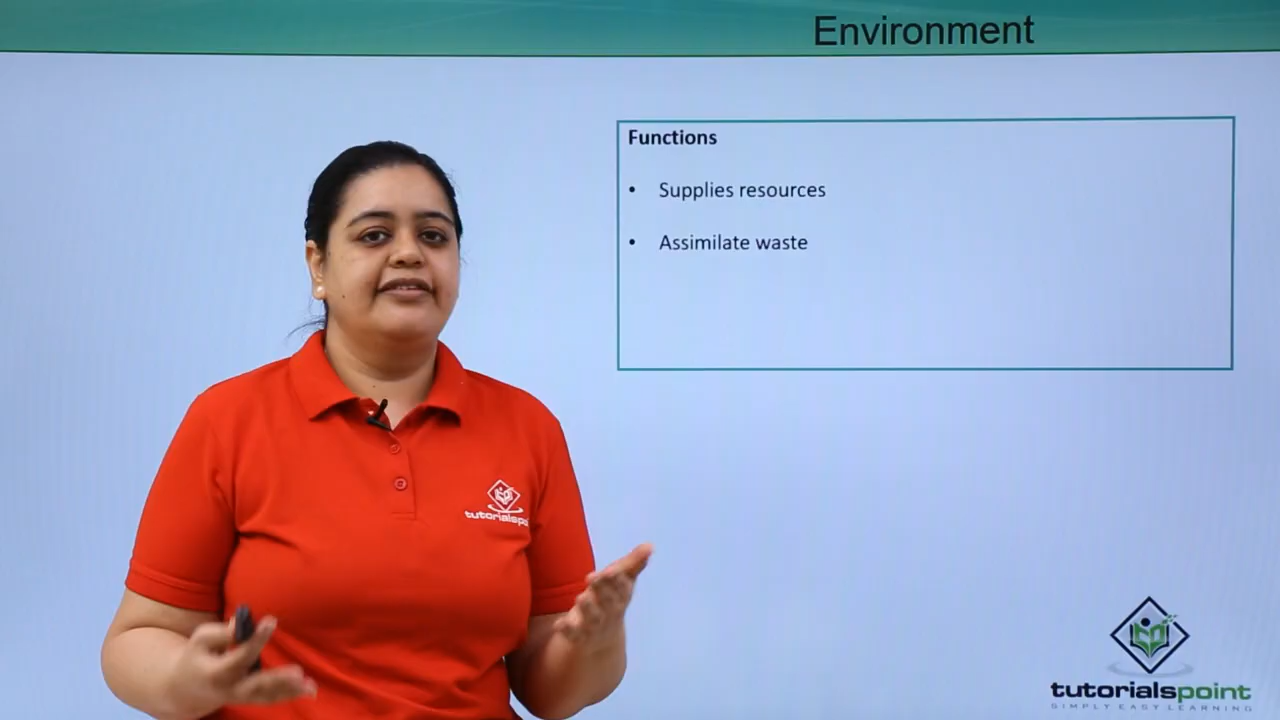 Environment
Functions
• Supplies resources
• Assimilate waste
tutorialspoint
tutorialspoint
SIMPLY EASY LEARNING